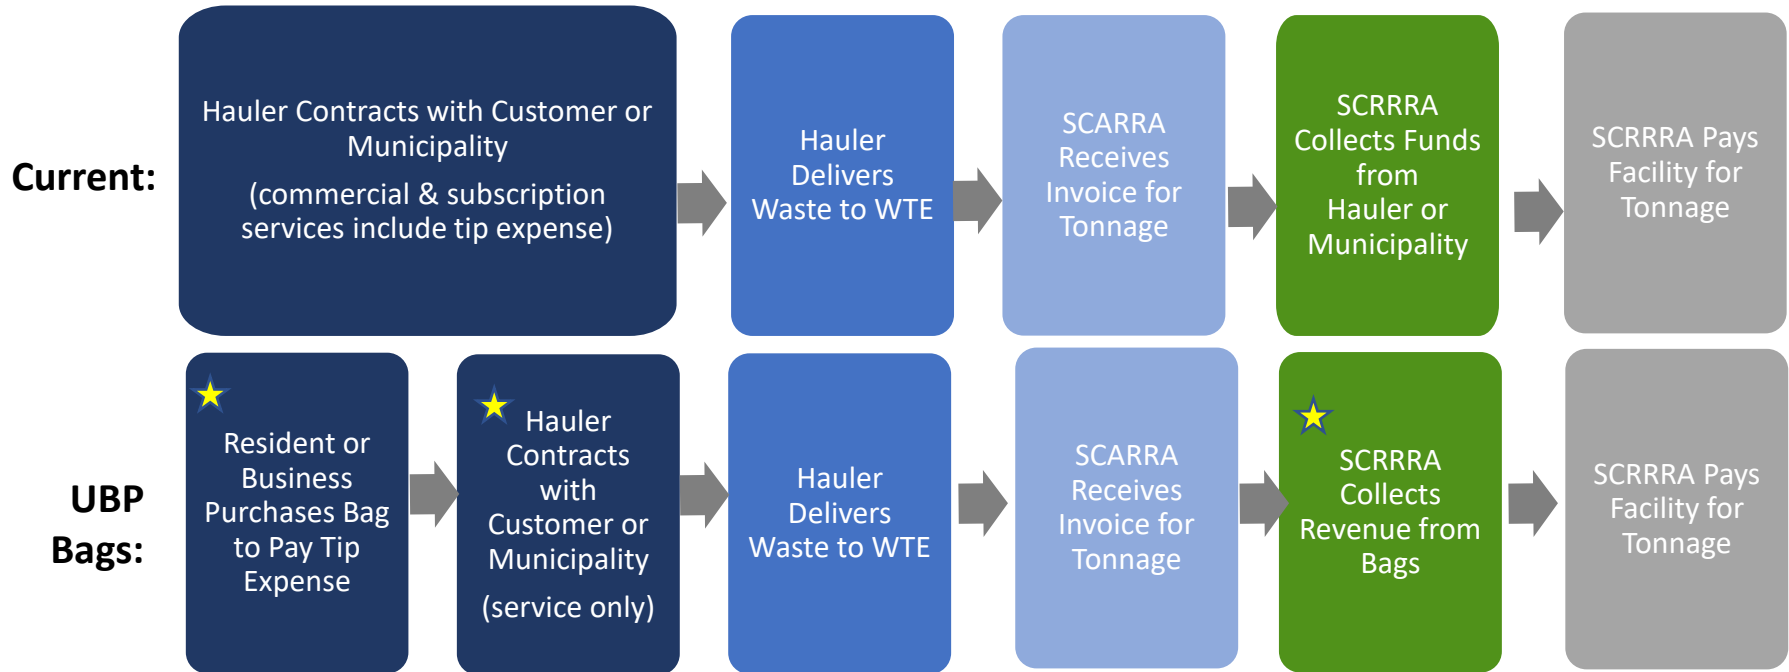 Current:
Hauler Contracts with Customer or
Municipality
(commercial & subscription
services include tip expense)
Hauler
Delivers
Waste to WTE
SCARRA
Receives
Invoice for
Tonnage
SCRRRA
Collects Funds
from
Hauler or
Municipality
SCRRRA Pays
Facility for
Tonnage
UBP
Bags:
Resident or
Business
Purchases Bag
to Pay Tip
Expense
Hauler
Contracts
with
Customer or
Municipality
(service only)
Hauler
Delivers
Waste to WTE
SCARRA
Receives
Invoice for
Tonnage
SCRRRA
Collects
Revenue from
Bags
SCRRRA Pays
Facility for
Tonnage